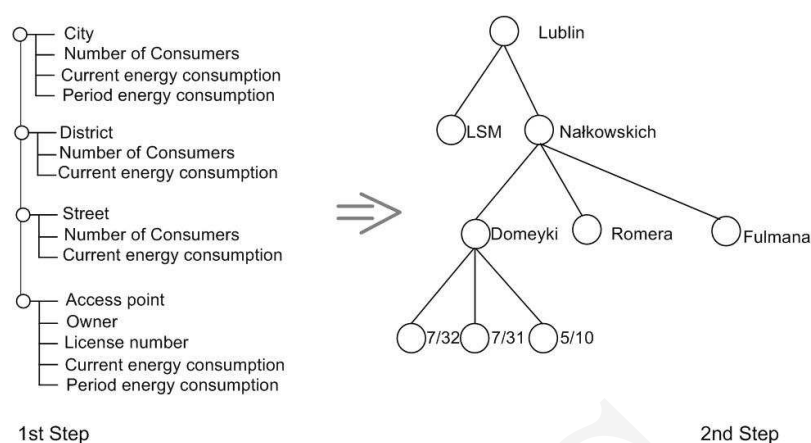 City
Number of Consumers
Current energy consumption
Period energy consumption
District
Number of Consumers
Current energy consumption
Street
Number of Consumers
Current energy consumption
Access point
Owner
License number
Current energy consumption
Period energy consumption
1st Step
Lublin
LSM
Nałkowskich
Domeyki
Romera
Fulmana
7/32
7/31
5/10
2nd Step